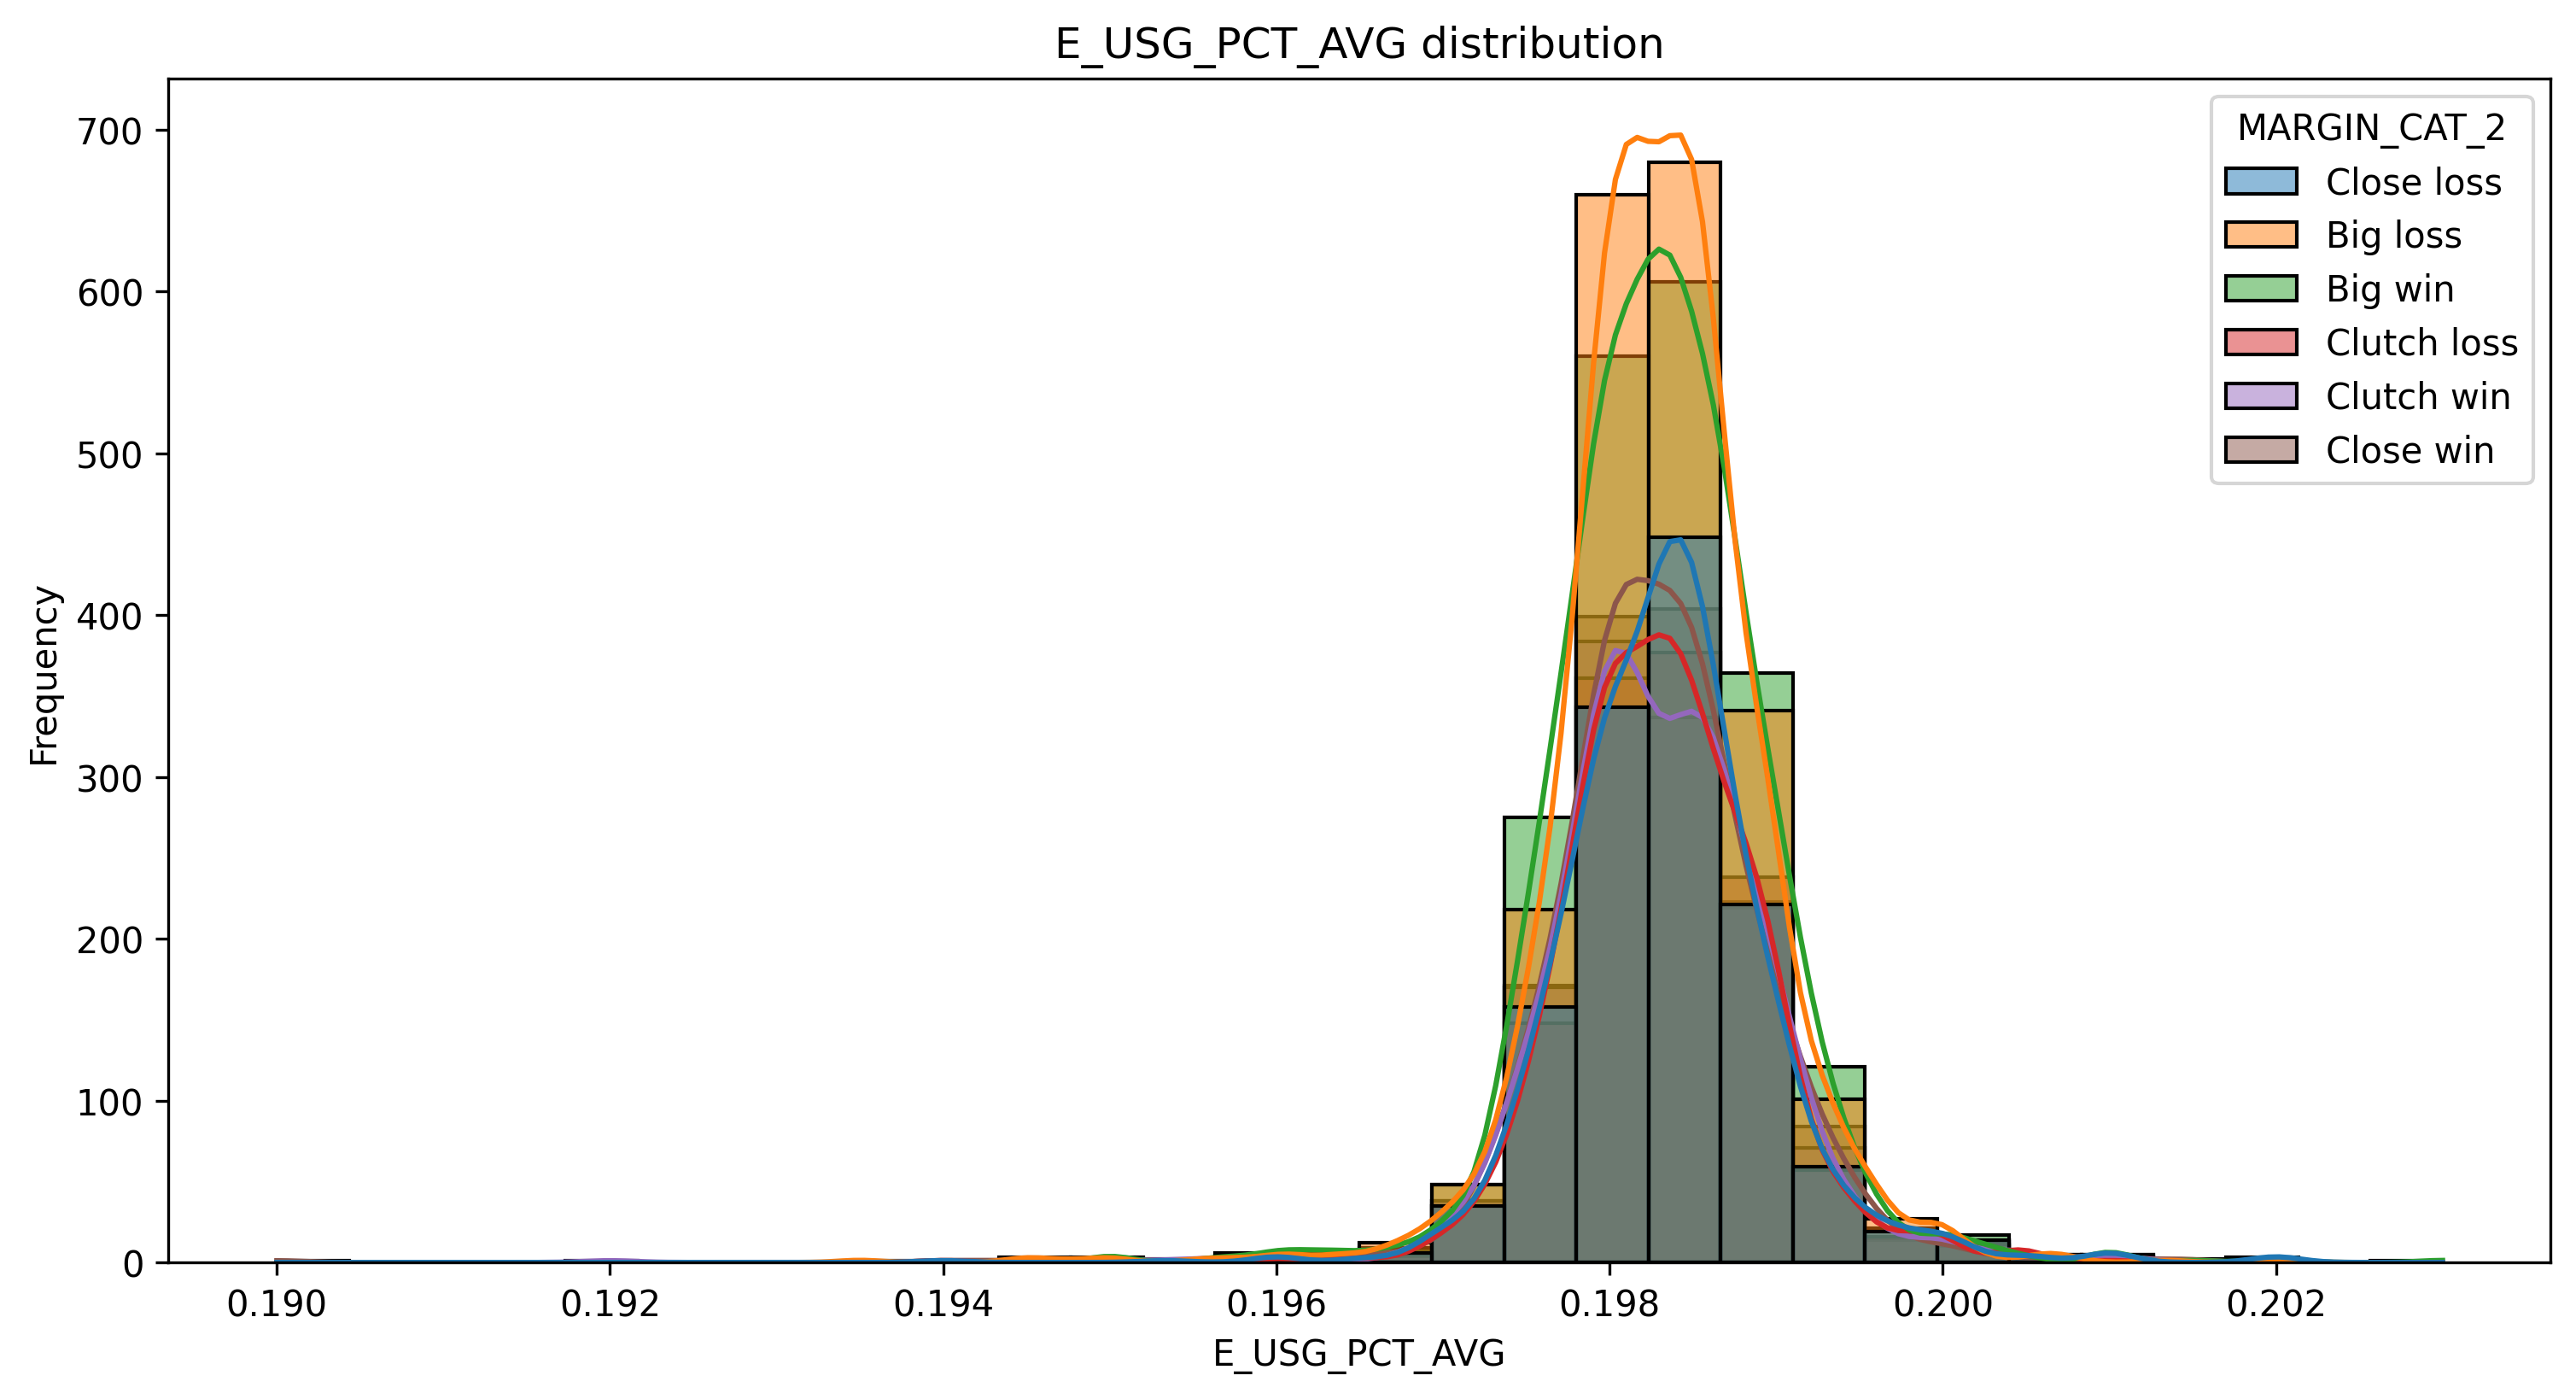 E_USG_PCT_AVG distribution
MARGIN_CAT_2
Close loss
Big loss
Big win
Clutch loss
Clutch win
Close win
Frequency
700
600
500
400
300
200
100
0
0.190 0.192 0.194 0.196 0.198 0.200 0.202
E_USG_PCT_AVG